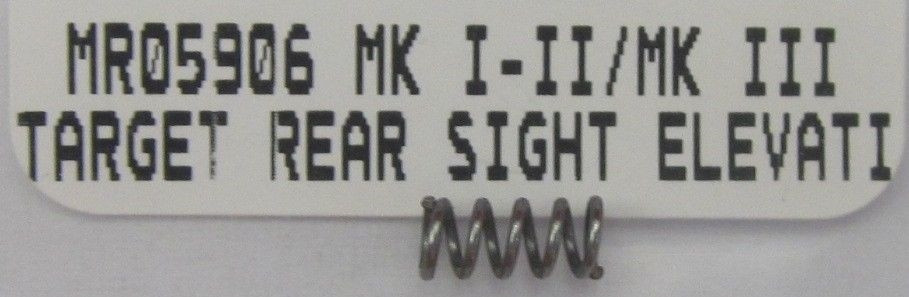 MR05906 MK I-II/MK III
TARGET REAR SIGHT ELEVATI